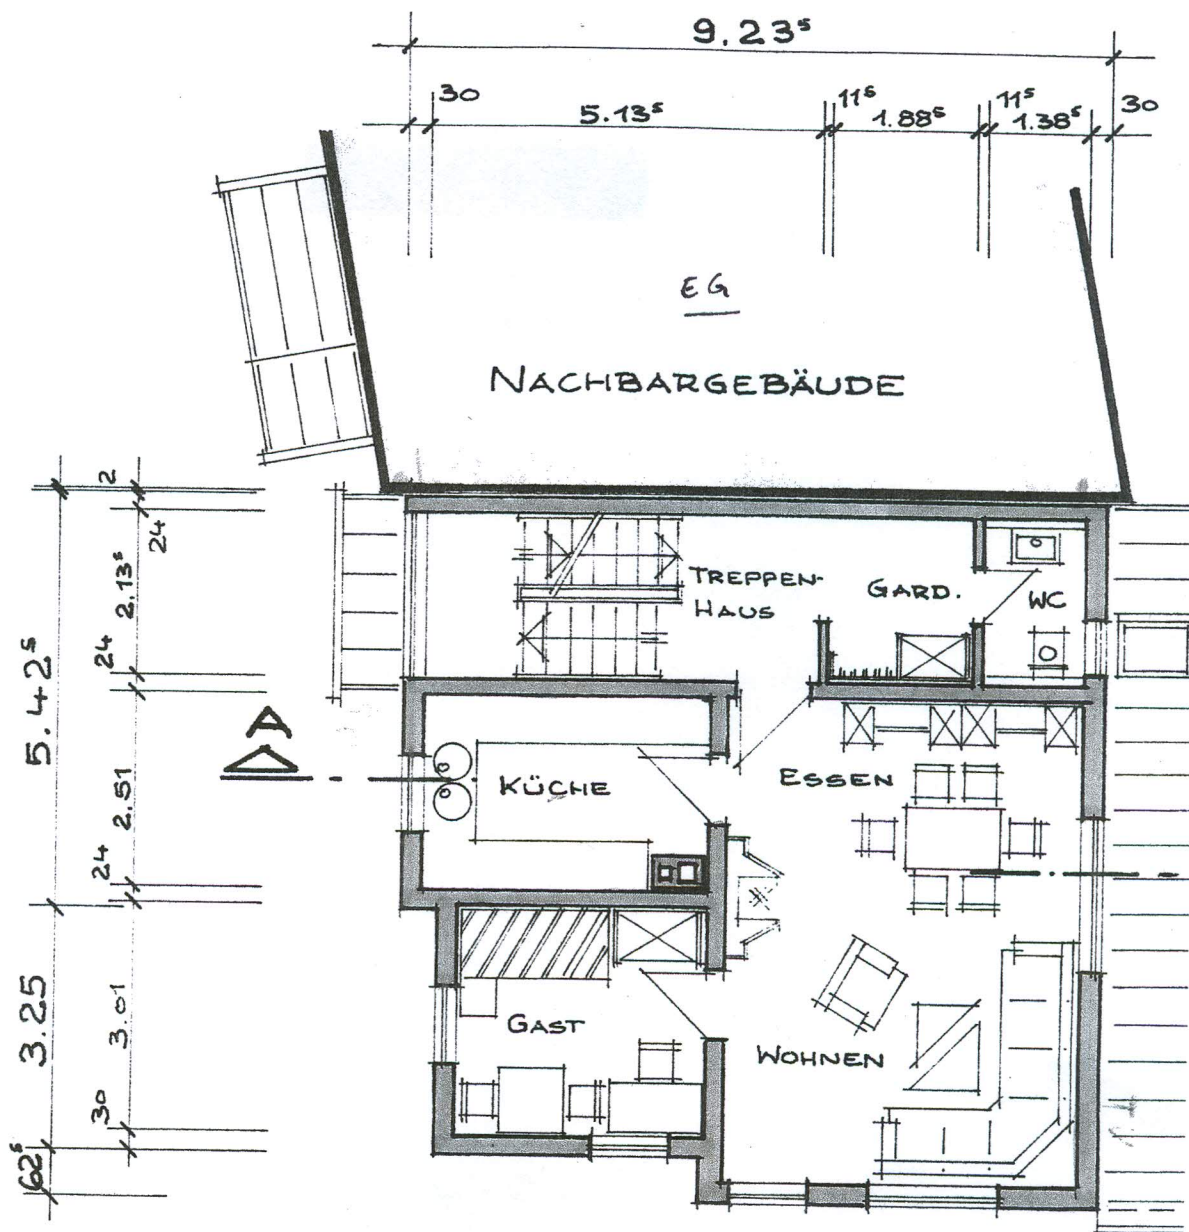 9.23⁵
30 5.13⁵ 11⁵ 1.88⁵ 11⁵ 1.38⁵ 30
EG
NACHBARGEBÄUDE
2
24
2.13⁵
24
5.42⁵
2.51
24
3.25
3.01
30
62⁵
A
TREPPEN-
HAUS
GARD.
WC
KÜCHE
ESSEN
GAST
WOHNEN